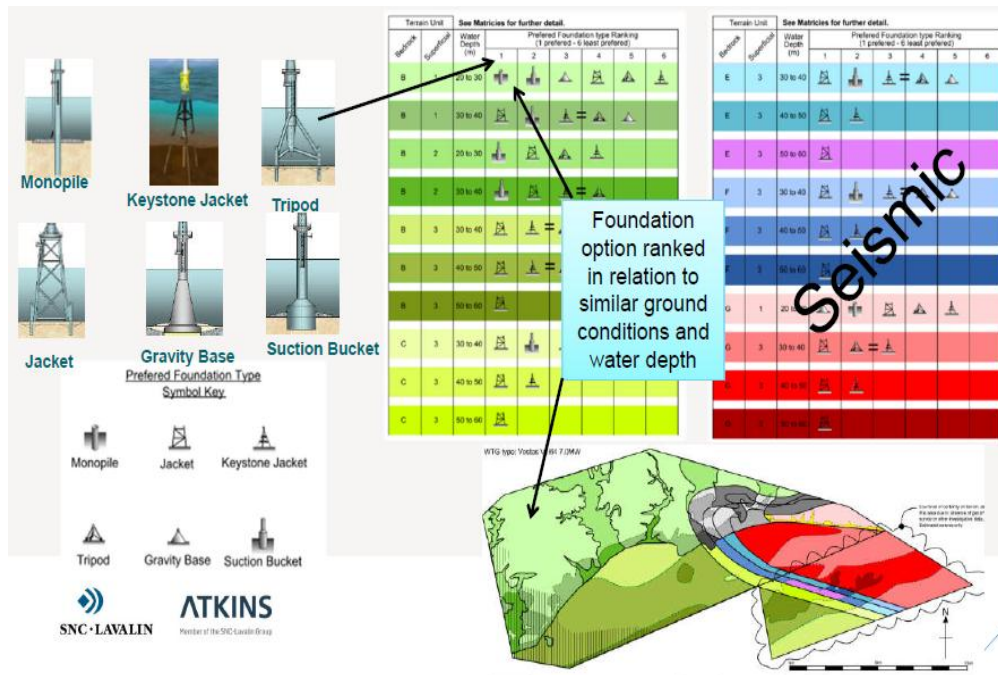 Monopile
Keystone Jacket
Tripod
Jacket
Gravity Base
Suction Bucket
Prefered Foundation Type
Symbol Key
Monopile
Jacket
Keystone Jacket
Tripod
Gravity Base
Suction Bucket
SNC·LAVALIN
ATKINS
Member of the SNC-Lavalin Group
Terrain Unit
See Matricies for further detail.
Bedrock
Superficial
Water Depth (m)
Prefered Foundation type Ranking
(1 prefered - 6 least prefered)
1 2 3 4 5 6
B 20 to 30
B 1 30 to 40 =
B 2 20 to 30
B 2 30 to 40 =
B 3 30 to 40 =
B 3 40 to 50 =
B 3 50 to 60
C 3 30 to 40
C 3 40 to 50
C 3 50 to 60
Terrain Unit
See Matricies for further detail.
Bedrock
Superficial
Water Depth (m)
Prefered Foundation type Ranking
(1 prefered - 6 least prefered)
1 2 3 4 5 6
E 3 30 to 40 =
E 3 40 to 50
E 3 50 to 60
F 3 30 to 40 =
40 to 50
G 1
G 3 30 to 40 =
Seismic
Foundation
option ranked
in relation to
similar ground
conditions and
water depth
WTG type: Vestas
7.0MW
N